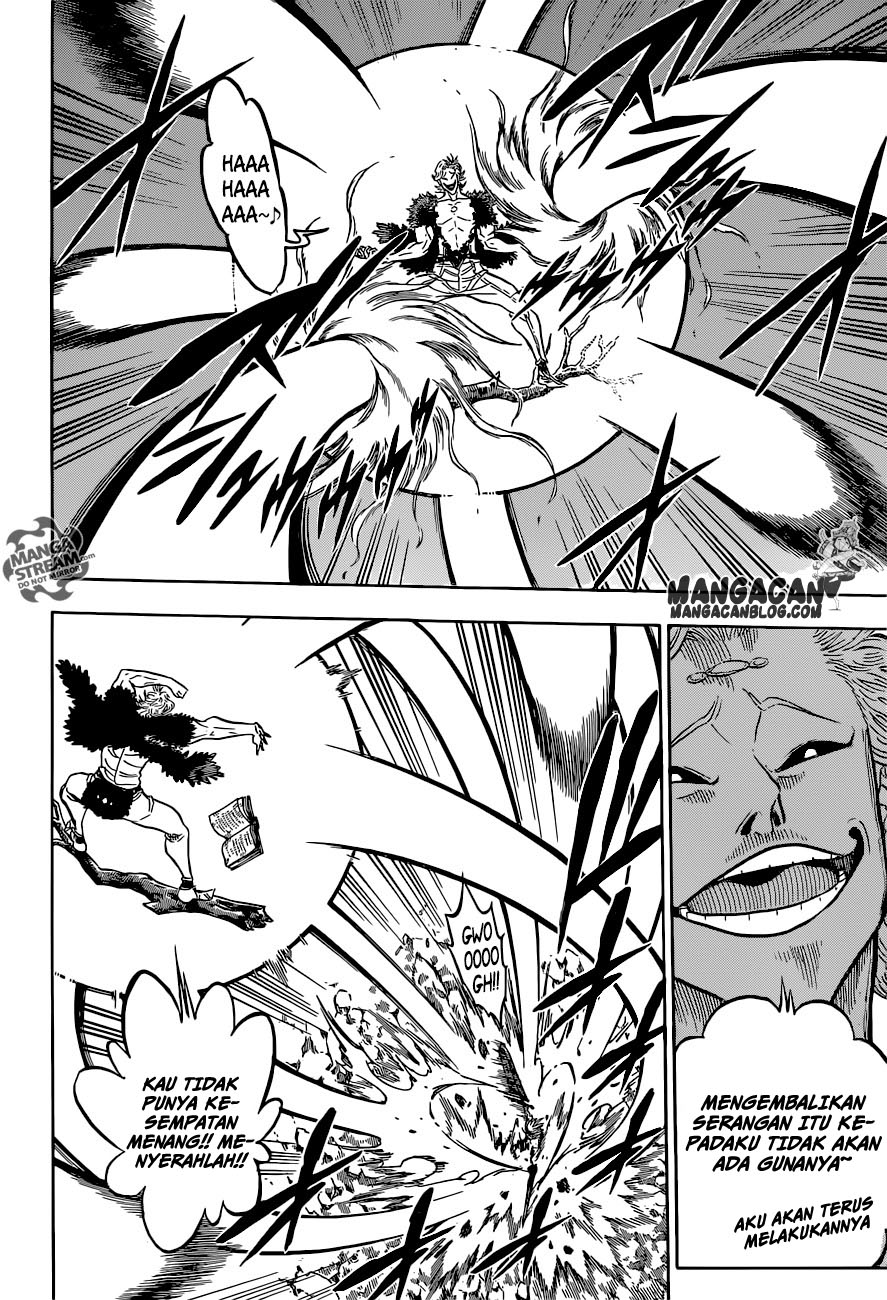 HAAA
HAAA
AAA~♪
MANGA
STREAM.com
DO NOT MIRROR
MANGACAN
MANGACANBLOG.COM
MENGEMBALIKAN
SERANGAN ITU KE-
PADAKU TIDAK AKAN
ADA GUNANYA~
AKU AKAN TERUS
MELAKUKANNYA
GWO
OOOO
GH!!
KAU TIDAK
PUNYA KE-
SEMPATAN
MENANG!! ME-
NYERAHLAH!!